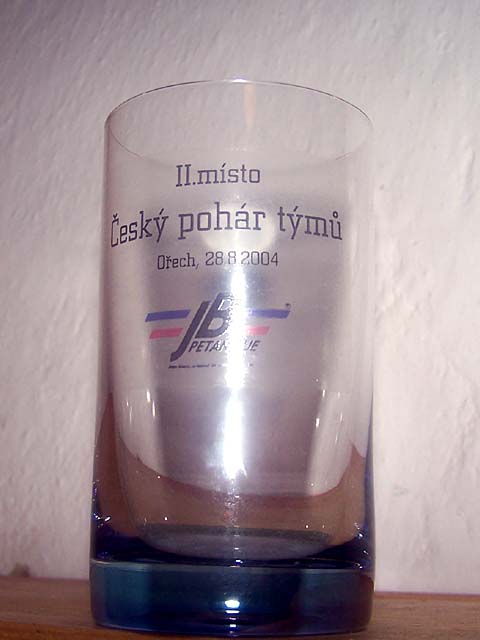 II.místo
Český pohár týmů
Ořech, 28.8.2004
JB
PETANQUE